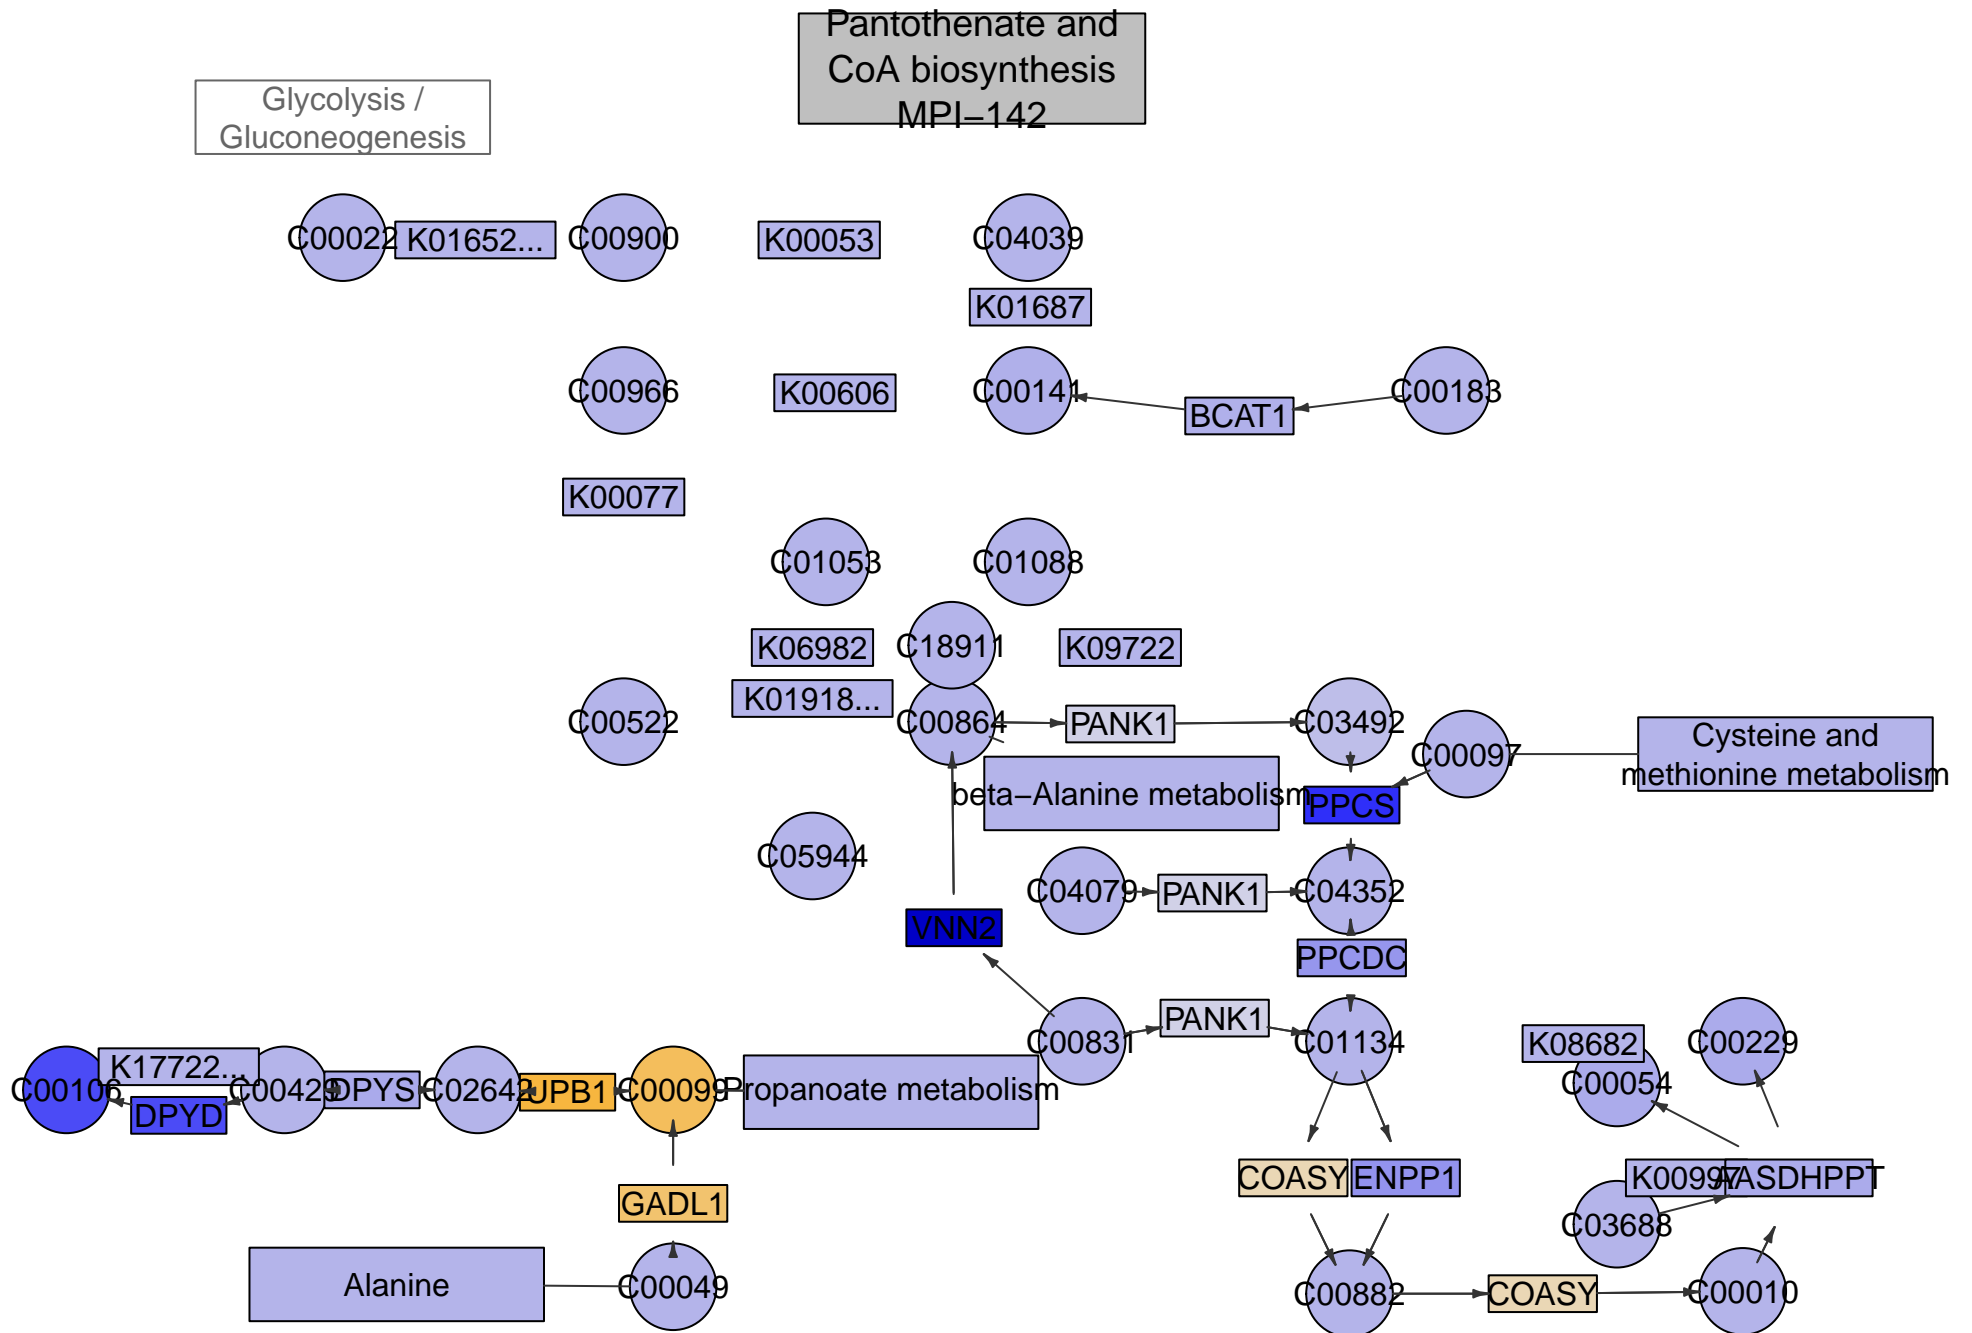 Pantothenate and
CoA biosynthesis
MPI−142
Glycolysis /
Gluconeogenesis
C00022
K01652...
C00900
K00053
C04039
K01687
C00966
K00606
C00141
BCAT1
C00183
K00077
C01053
C01088
K06982
C18911
K09722
K01918...
C00522
C00864
PANK1
C03492
C00097
Cysteine and
methionine metabolism
beta−Alanine metabolism
PPCS
C05944
C04079
PANK1
C04352
VNN2
PPCDC
C00831
PANK1
C01134
K08682
C00229
C00054
K17722...
C00106
DPYD
C00429
DPYS
C02642
UPB1
C00099
Propanoate metabolism
COASY
ENPP1
K00997
AASDHPPT
GADL1
C03688
Alanine
C00049
C00882
COASY
C00010